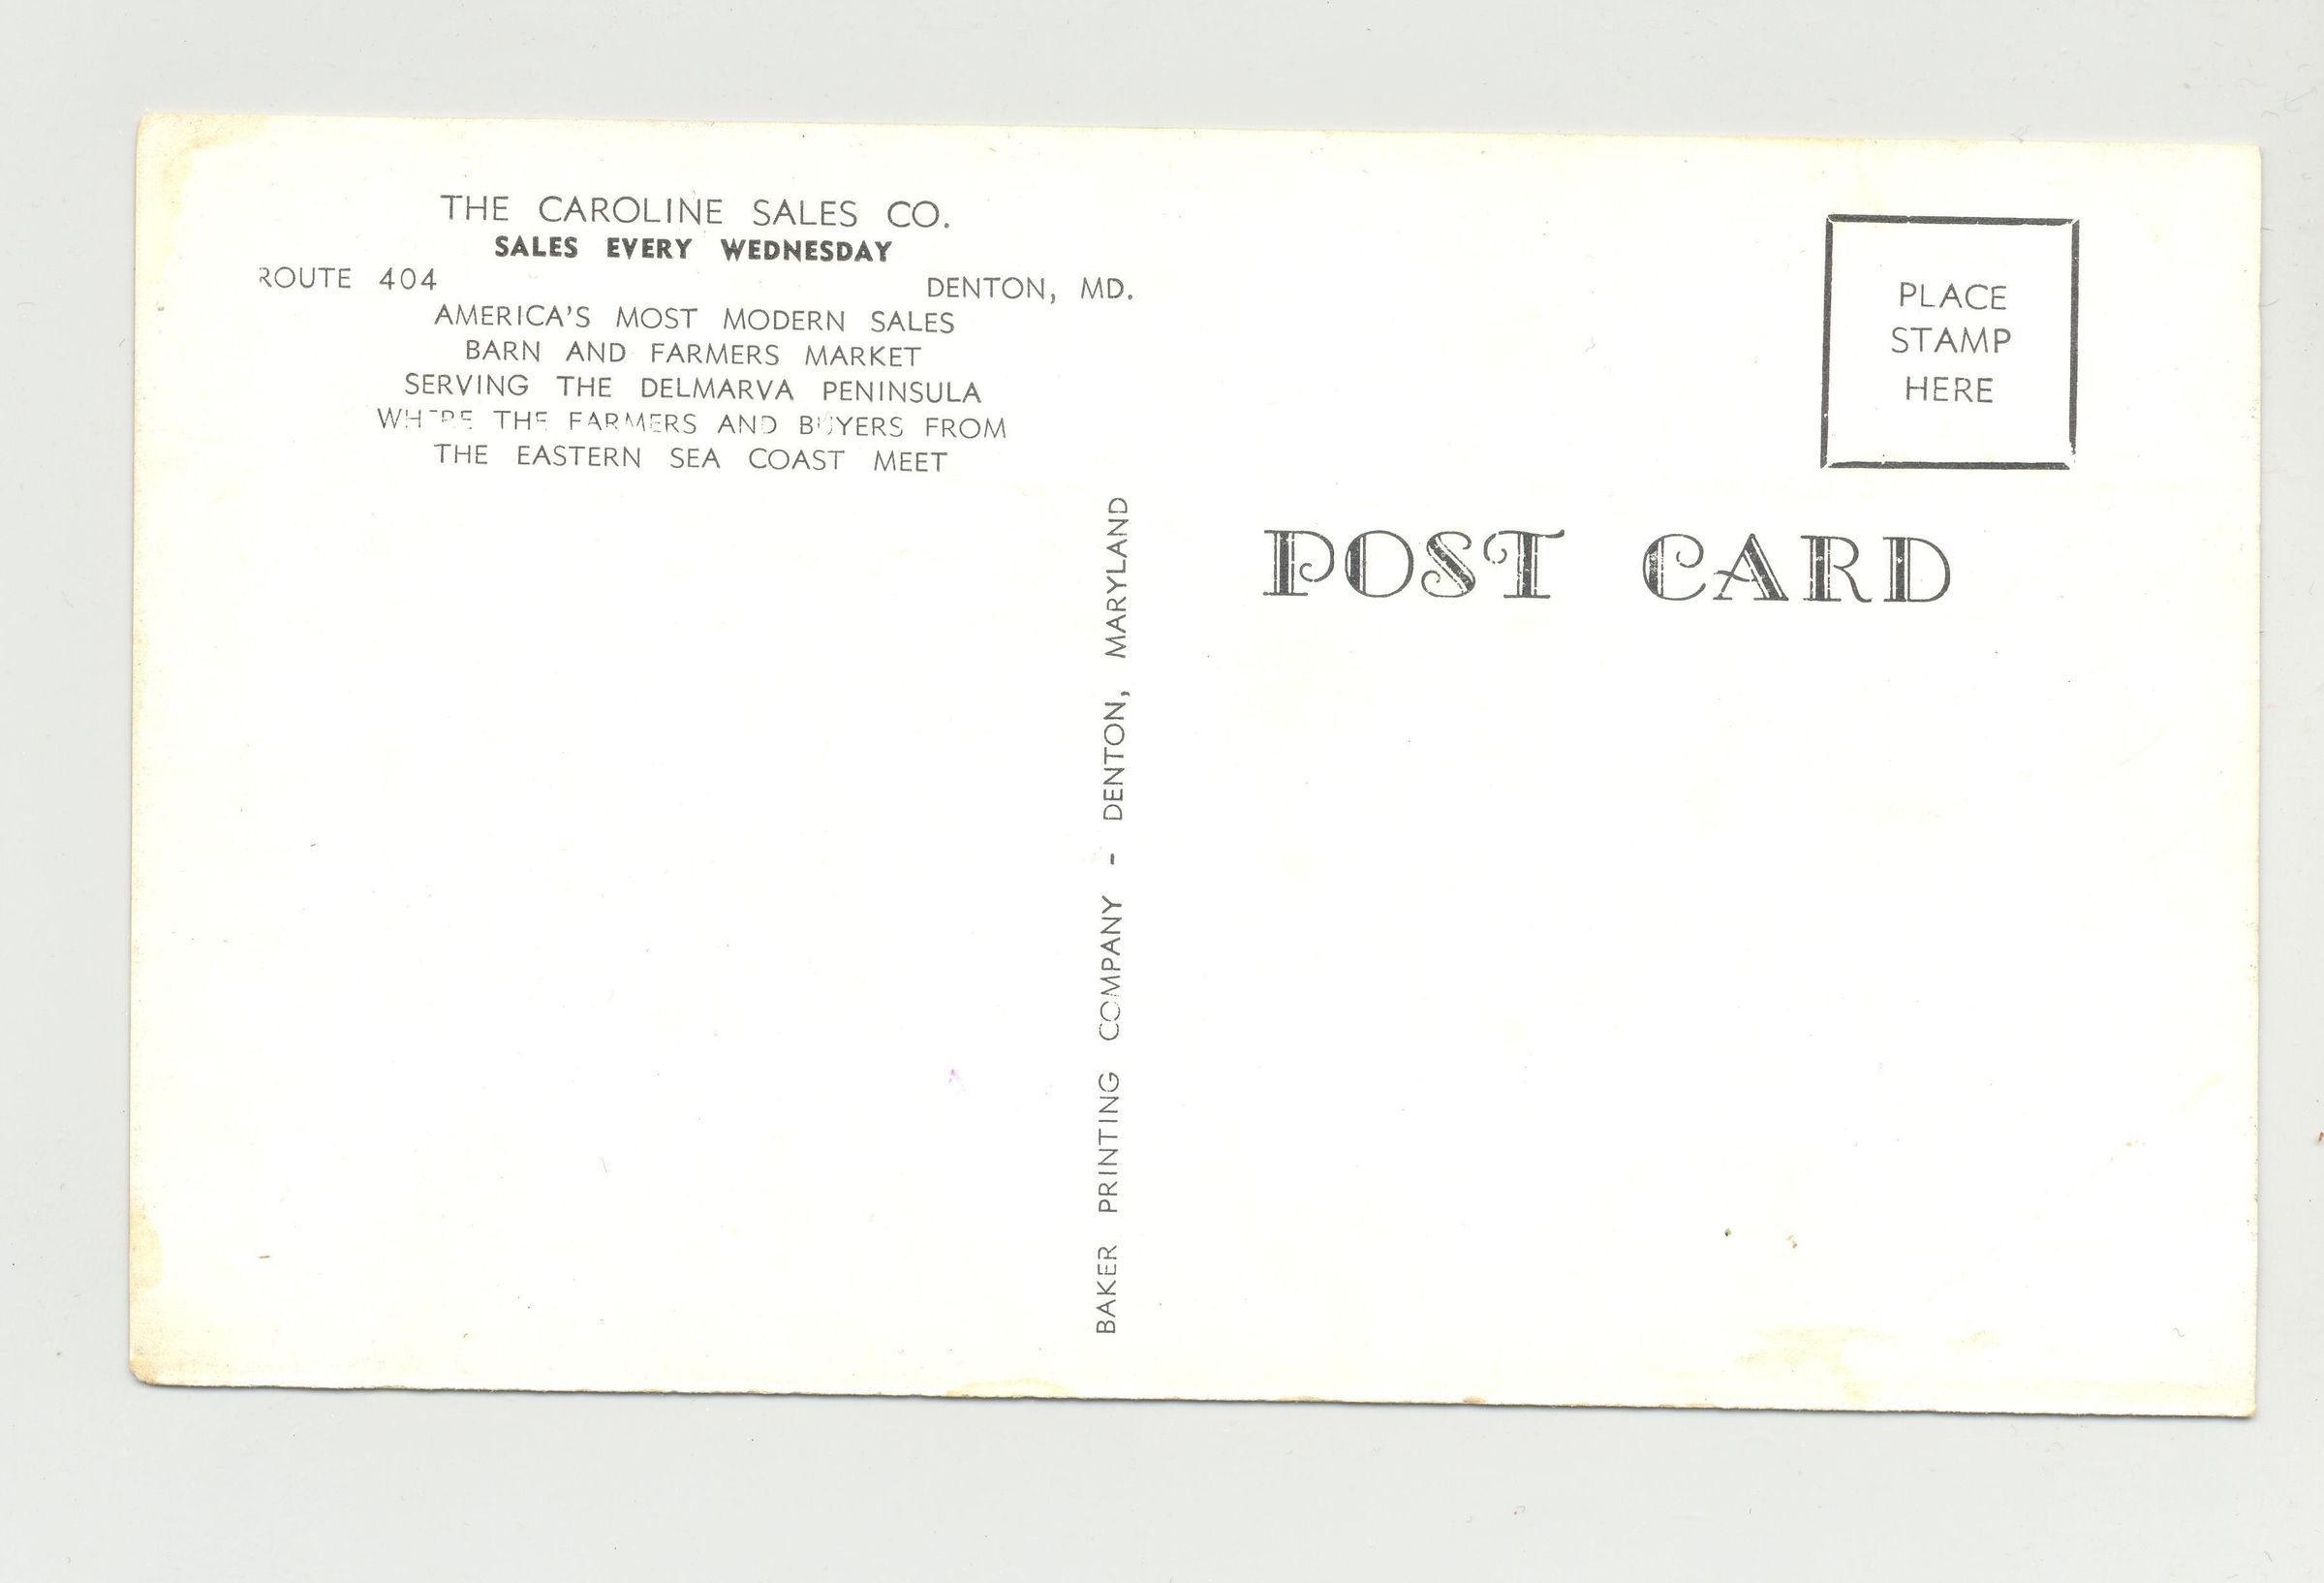 THE CAROLINE SALES CO.
SALES EVERY WEDNESDAY
ROUTE 404 DENTON, MD.
AMERICA'S MOST MODERN SALES
BARN AND FARMERS MARKET
SERVING THE DELMARVA PENINSULA
WHERE THE FARMERS AND BUYERS FROM
THE EASTERN SEA COAST MEET
BAKER PRINTING COMPANY - DENTON, MARYLAND
PLACE
STAMP
HERE
POST CARD